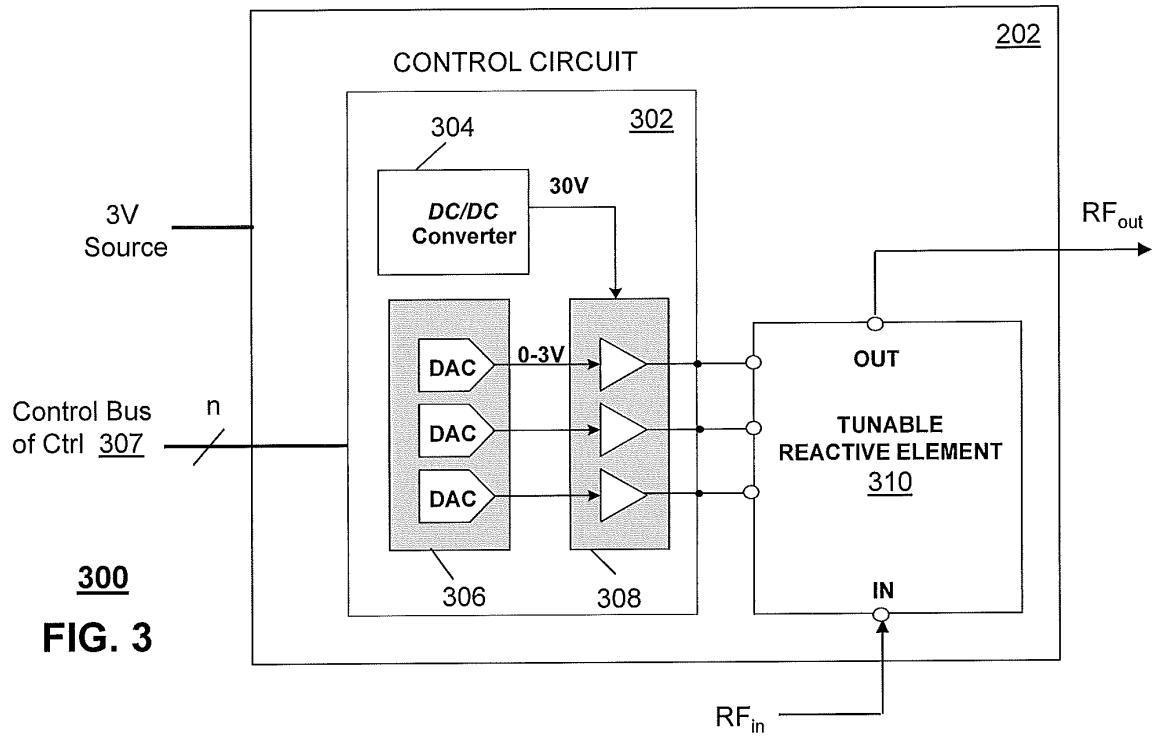 202
CONTROL CIRCUIT
302
304
30V
DC/DC
Converter
3V
Source
RFout
DAC
0-3V
DAC
DAC
OUT
TUNABLE
REACTIVE ELEMENT
310
IN
n
Control Bus
of Ctrl 307
306
308
300
FIG. 3
RFin